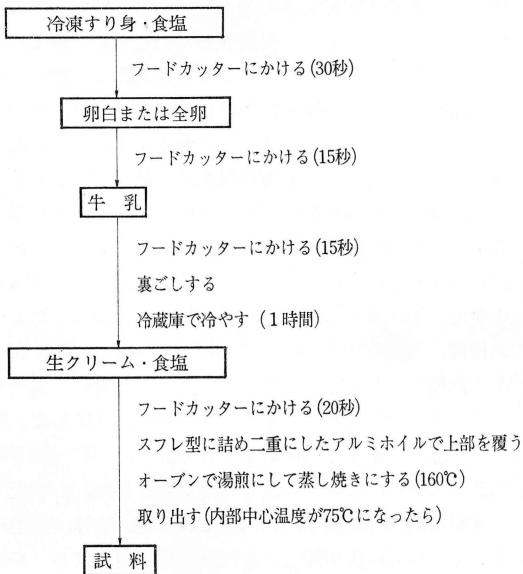 冷凍すり身・食塩
フードカッターにかける(30秒)
卵白または全卵
フードカッターにかける(15秒)
牛　乳
フードカッターにかける(15秒)
裏ごしする
冷蔵庫で冷やす（1時間）
生クリーム・食塩
フードカッターにかける(20秒)
スフレ型に詰め二重にしたアルミホイルで上部を覆う
オーブンで湯煎にして蒸し焼きにする(160℃)
取り出す(内部中心温度が75℃になったら)
試　料